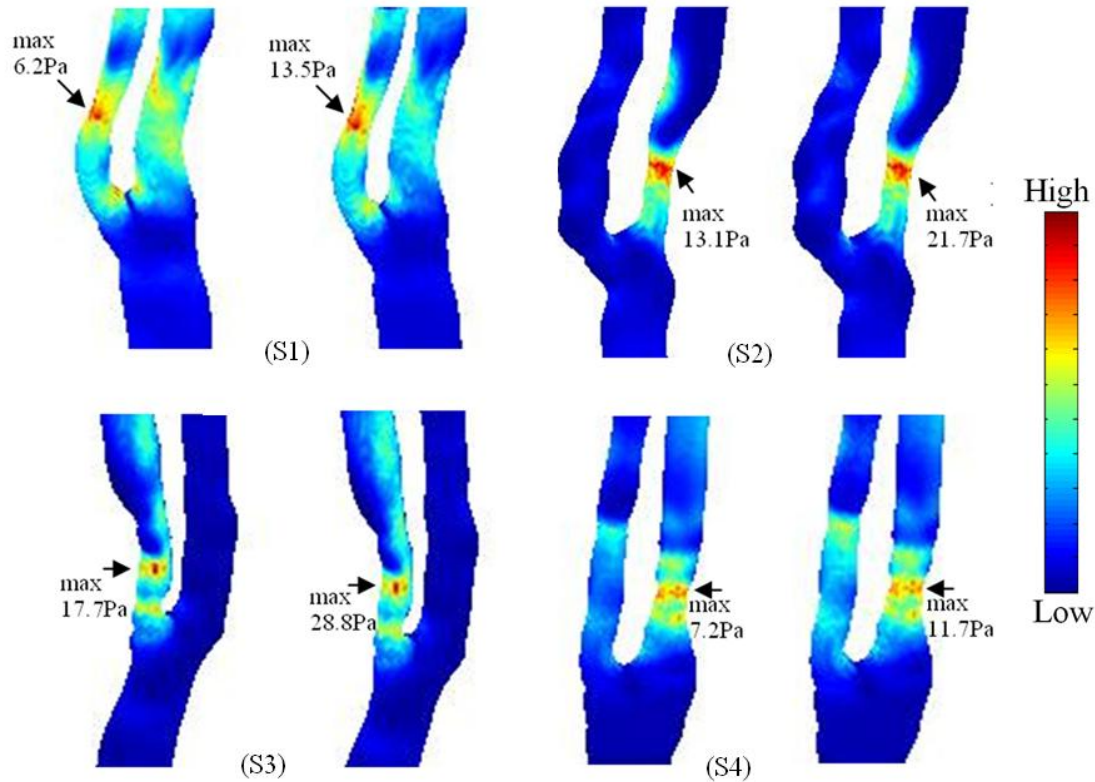 max
6.2Pa
max
13.5Pa
max
13.1Pa
max
21.7Pa
High
(S1)
(S2)
max
17.7Pa
max
28.8Pa
max
7.2Pa
max
11.7Pa
Low
(S3)
(S4)